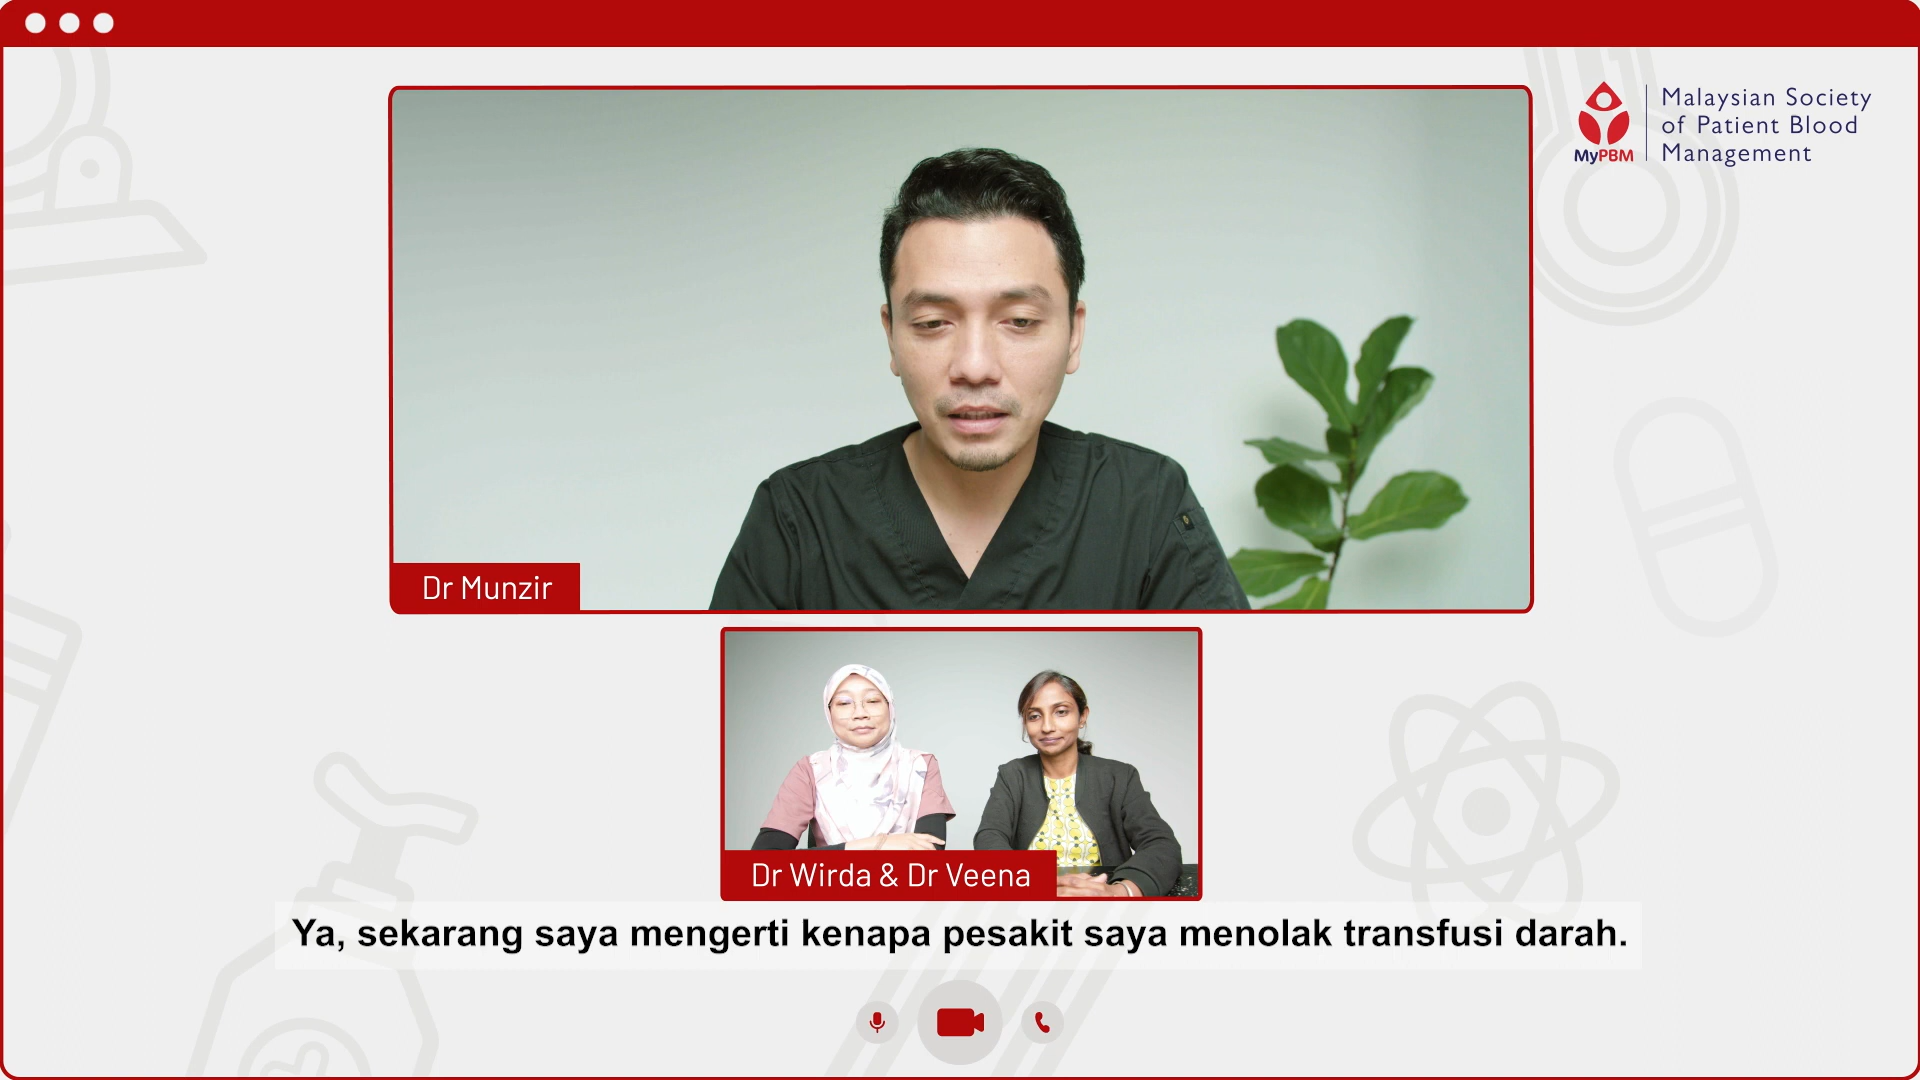 MyPBM
Malaysian Society
of Patient Blood
Management
Dr Munzir
Dr Wirda & Dr Veena
Ya, sekarang saya mengerti kenapa pesakit saya menolak transfusi darah.